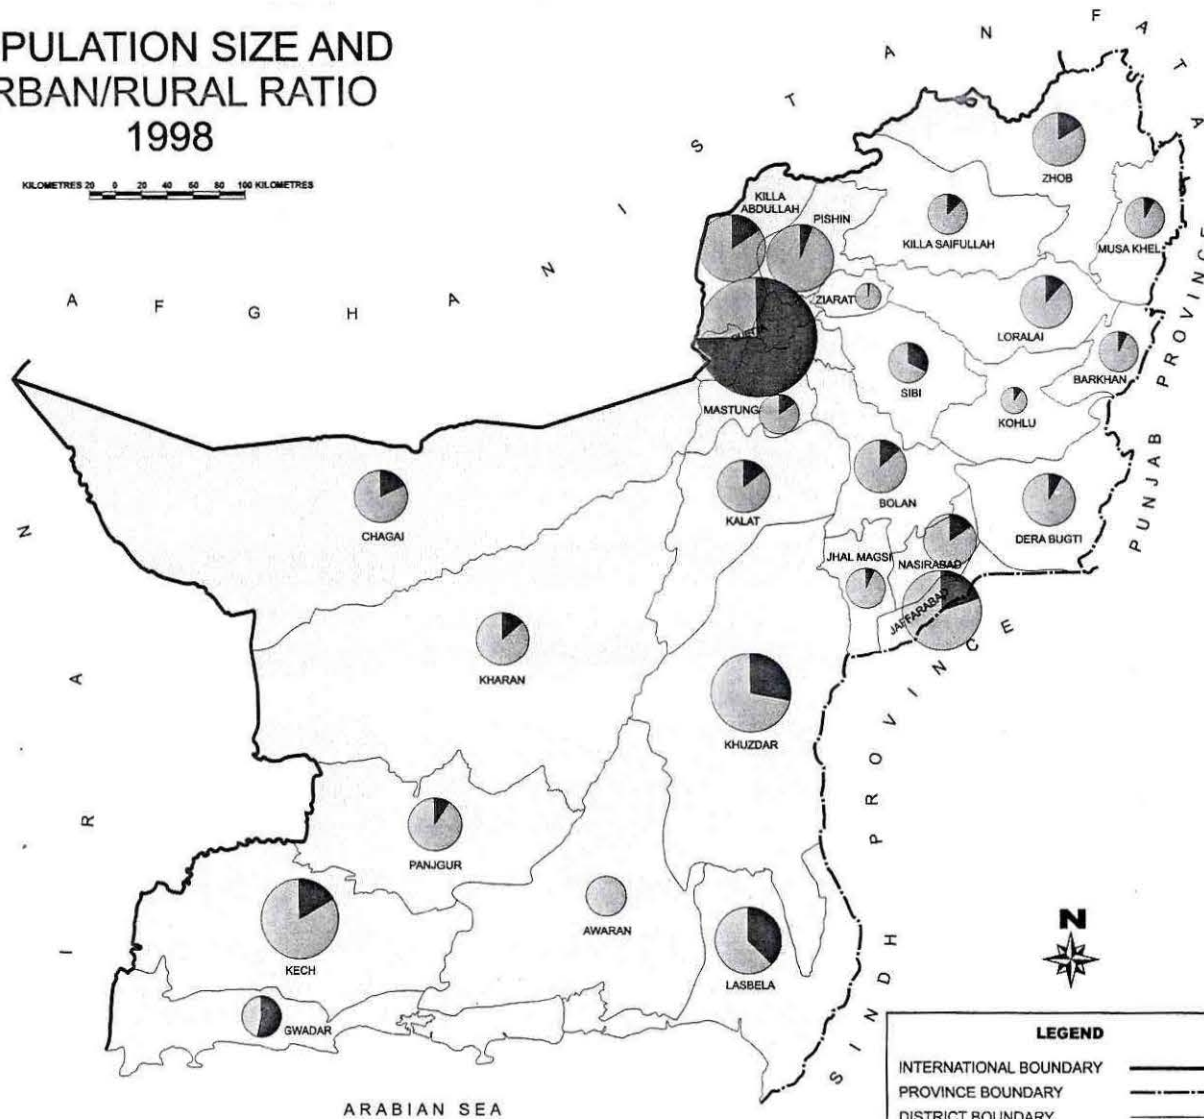 PULATION SIZE AND
RBAN/RURAL RATIO
1998
KILOMETRES 20 0 20 40 60 80 100 KILOMETRES
A F G H A N I S T A N
F A T A
ZHOB
KILLA
ABDULLAH
PISHIN
KILLA SAIFULLAH
MUSA KHEL
ZIARAT
LORALAI
BARKHAN
SIBI
KOHLU
MASTUNG
KALAT
BOLAN
DERA BUGTI
CHAGAI
JHAL MAGSI
NASIRABAD
JAFFARABAD
KHARAN
KHUZDAR
PANJGUR
AWARAN
KECH
LASBELA
GWADAR
PUNJAB PROVINCE
SINDH PROVINCE
I R A N
ARABIAN SEA
N
LEGEND
INTERNATIONAL BOUNDARY
PROVINCE BOUNDARY
DISTRICT BOUNDARY